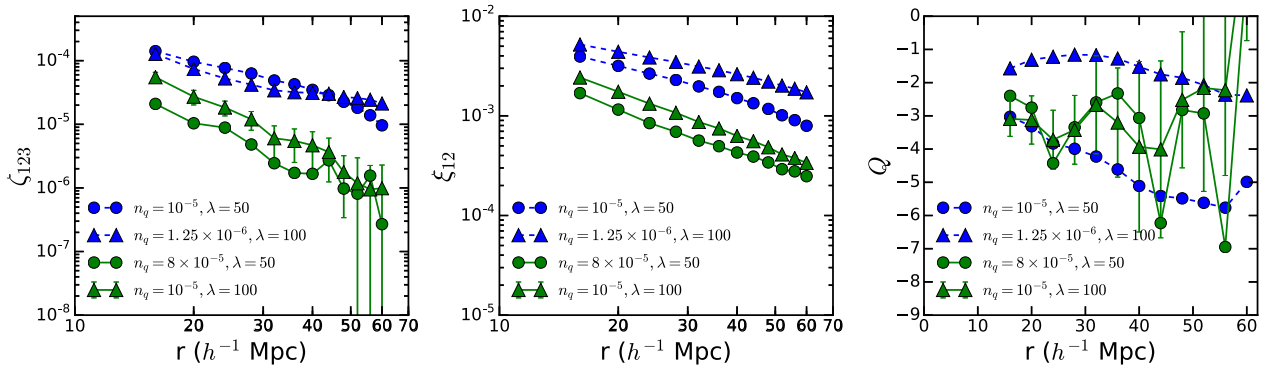 ζ₁₂₃
10⁻⁴
10⁻⁵
10⁻⁶
10⁻⁷
10⁻⁸
n_q = 10⁻⁵, λ = 50
n_q = 1.25 × 10⁻⁶, λ = 100
n_q = 8 × 10⁻⁵, λ = 50
n_q = 10⁻⁵, λ = 100
10 20 30 40 50 60 70
r (h⁻¹ Mpc)
ξ₁₂
10⁻²
10⁻³
10⁻⁴
10⁻⁵
n_q = 10⁻⁵, λ = 50
n_q = 1.25 × 10⁻⁶, λ = 100
n_q = 8 × 10⁻⁵, λ = 50
n_q = 10⁻⁵, λ = 100
10 20 30 40 50 60 70
r (h⁻¹ Mpc)
Q
0
−1
−2
−3
−4
−5
−6
−7
−8
−9
n_q = 10⁻⁵, λ = 50
n_q = 1.25 × 10⁻⁶, λ = 100
n_q = 8 × 10⁻⁵, λ = 50
n_q = 10⁻⁵, λ = 100
0 10 20 30 40 50 60
r (h⁻¹ Mpc)